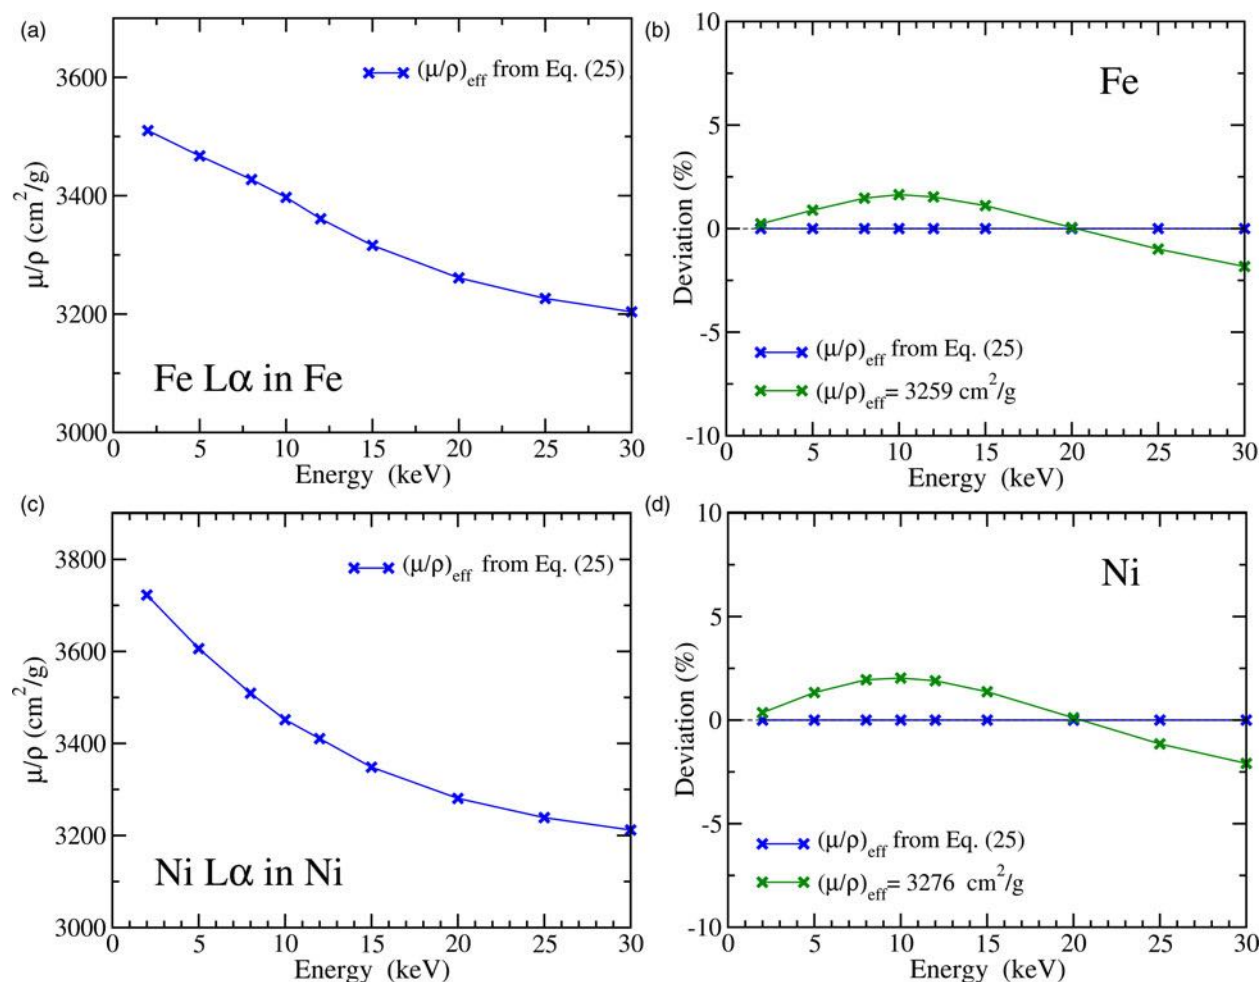 (a)
3600
3400
3200
3000
μ/ρ (cm²/g)
(μ/ρ)eff from Eq. (25)
Fe Lα in Fe
0 5 10 15 20 25 30
Energy (keV)
(b)
10
5
0
-5
-10
Deviation (%)
Fe
(μ/ρ)eff from Eq. (25)
(μ/ρ)eff= 3259 cm²/g
0 5 10 15 20 25 30
Energy (keV)
(c)
3800
3600
3400
3200
3000
μ/ρ (cm²/g)
(μ/ρ)eff from Eq. (25)
Ni Lα in Ni
0 5 10 15 20 25 30
Energy (keV)
(d)
10
5
0
-5
-10
Deviation (%)
Ni
(μ/ρ)eff from Eq. (25)
(μ/ρ)eff= 3276 cm²/g
0 5 10 15 20 25 30
Energy (keV)